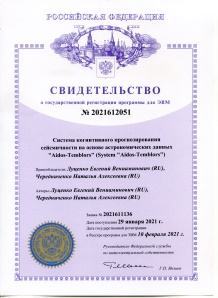 РОССИЙСКАЯ ФЕДЕРАЦИЯ
СВИДЕТЕЛЬСТВО
о государственной регистрации программы для ЭВМ
№ 2021612051
Система когнитивного прогнозирования
сейсмичности на основе астрономических данных
"Aidos-Temblors" (System "Aidos-Temblors")
Правообладатели: Луценко Евгений Вениаминович (RU),
Чередниченко Наталья Алексеевна (RU)
Авторы: Луценко Евгений Вениаминович (RU),
Чередниченко Наталья Алексеевна (RU)
Заявка № 2021611136
Дата поступления 29 января 2021 г.
Дата государственной регистрации
в Реестре программ для ЭВМ 10 февраля 2021 г.
Руководитель Федеральной службы
по интеллектуальной собственности
Г.П. Ивлиев